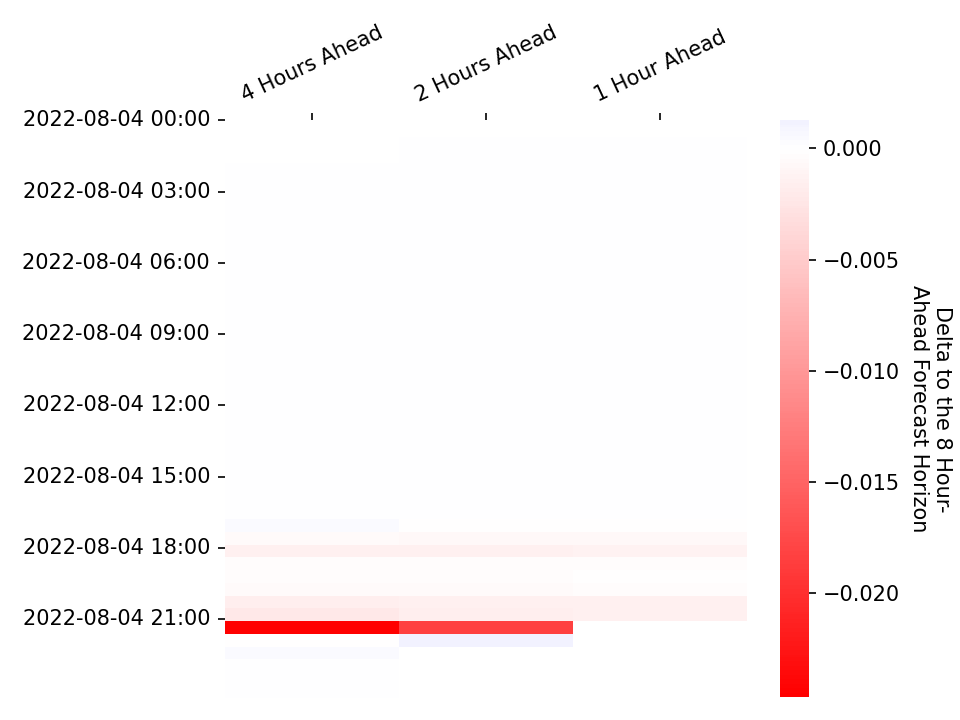 4 Hours Ahead
2 Hours Ahead
1 Hour Ahead
2022-08-04 00:00
2022-08-04 03:00
2022-08-04 06:00
2022-08-04 09:00
2022-08-04 12:00
2022-08-04 15:00
2022-08-04 18:00
2022-08-04 21:00
0.000
−0.005
−0.010
−0.015
−0.020
Delta to the 8 Hour-
Ahead Forecast Horizon